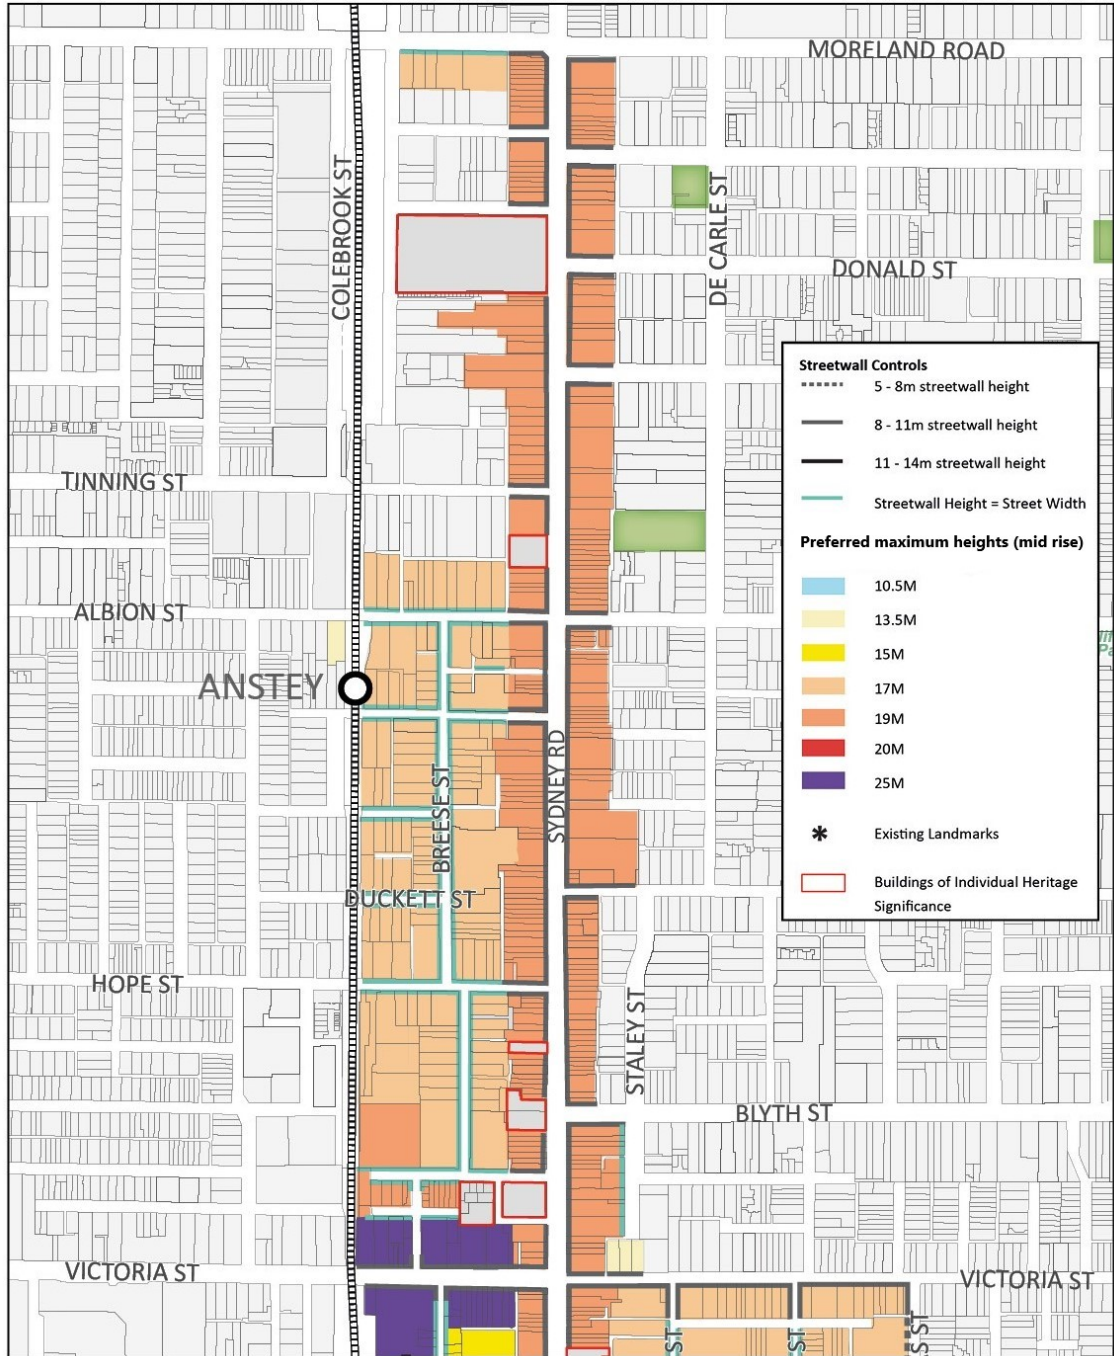 MORELAND ROAD
COLEBROOK ST
DE CARLE ST
DONALD ST
Streetwall Controls
5 - 8m streetwall height
8 - 11m streetwall height
11 - 14m streetwall height
Streetwall Height = Street Width
Preferred maximum heights (mid rise)
10.5M
13.5M
15M
17M
19M
20M
25M
* Existing Landmarks
Buildings of Individual Heritage
Significance
TINNING ST
ALBION ST
ANSTEY
SYDNEY RD
BREESE ST
DUCKETT ST
HOPE ST
STALEY ST
BLYTH ST
VICTORIA ST
VICTORIA ST
ST
ST
S ST